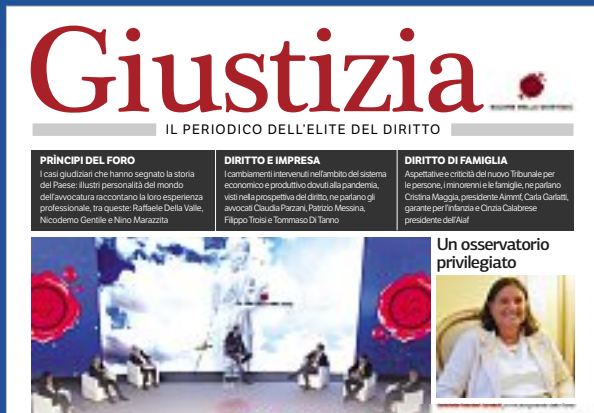 Giustizia
IL PERIODICO DELL'ELITE DEL DIRITTO
PRÌNCIPI DEL FORO
I casi giudiziari che hanno segnato la storia
del Paese: illustri personalità del mondo
dell'avvocatura raccontano la loro esperienza
professionale, tra queste: Raffaele Della Valle,
Nicodemo Gentile e Nino Marazzita
DIRITTO E IMPRESA
I cambiamenti intervenuti nell'ambito del sistema
economico e produttivo dovuti alla pandemia,
visti nella prospettiva del diritto, ne parlano gli
avvocati Claudia Parzani, Patrizio Messina,
Filippo Troisi e Tommaso Di Tanno
DIRITTO DI FAMIGLIA
Aspettative e criticità del nuovo Tribunale per
le persone, i minorenni e le famiglie, ne parlano
Cristina Maggia, presidente Aimmf, Carla Garlatti,
garante per l'infanzia e Cinzia Calabrese
presidente dell'Aiaf
Un osservatorio
privilegiato